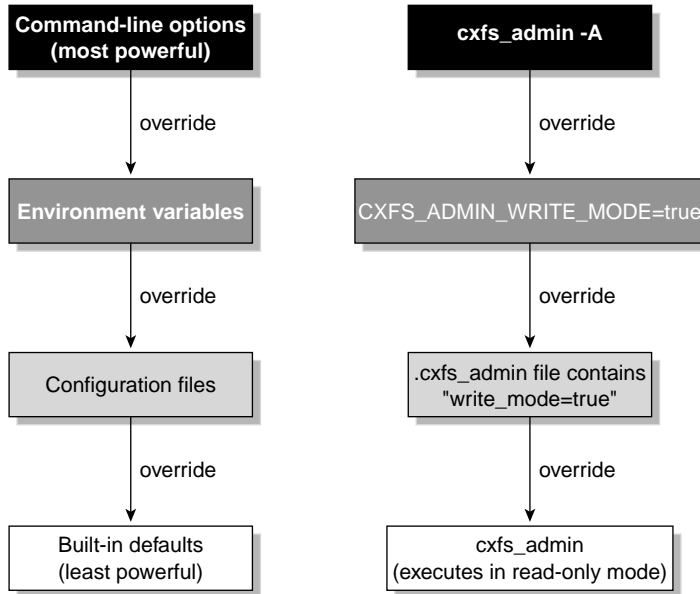 Command-line options
(most powerful)
override
Environment variables
override
Configuration files
override
Built-in defaults
(least powerful)
cxfs_admin -A
override
CXFS_ADMIN_WRITE_MODE=true
override
.cxfs_admin file contains
"write_mode=true"
override
cxfs_admin
(executes in read-only mode)